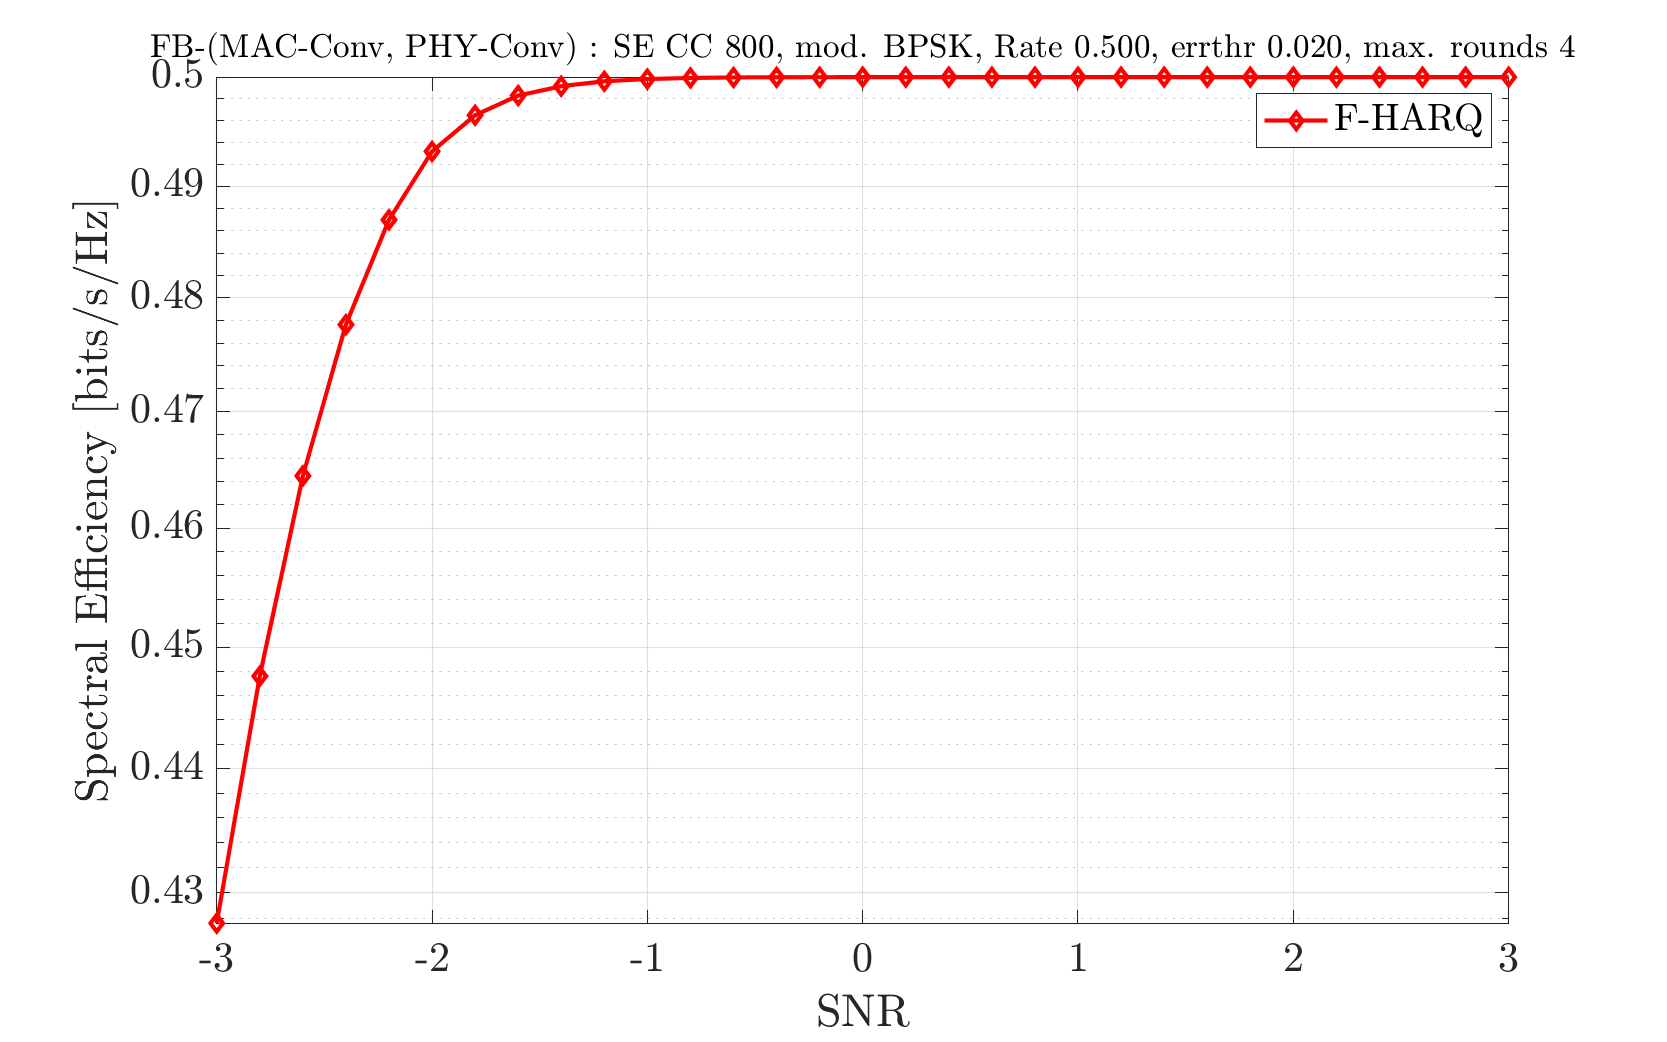 FB-(MAC-Conv, PHY-Conv) : SE CC 800, mod. BPSK, Rate 0.500, errthr 0.020, max. rounds 4
0.5
F-HARQ
0.49
0.48
0.47
0.46
0.45
0.44
0.43
Spectral Efficiency [bits/s/Hz]
-3 -2 -1 0 1 2 3
SNR